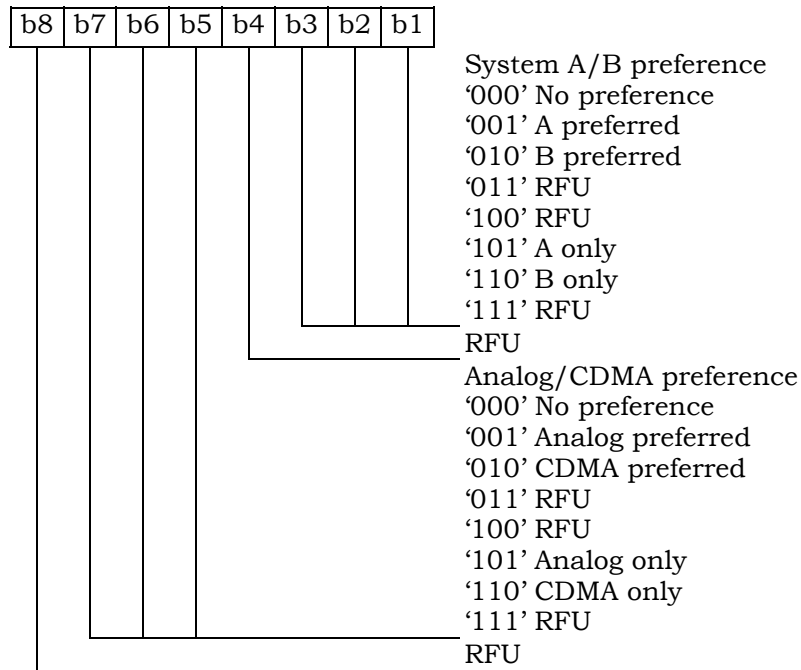 b8 b7 b6 b5 b4 b3 b2 b1
System A/B preference
‘000’ No preference
‘001’ A preferred
‘010’ B preferred
‘011’ RFU
‘100’ RFU
‘101’ A only
‘110’ B only
‘111’ RFU
RFU
Analog/CDMA preference
‘000’ No preference
‘001’ Analog preferred
‘010’ CDMA preferred
‘011’ RFU
‘100’ RFU
‘101’ Analog only
‘110’ CDMA only
‘111’ RFU
RFU